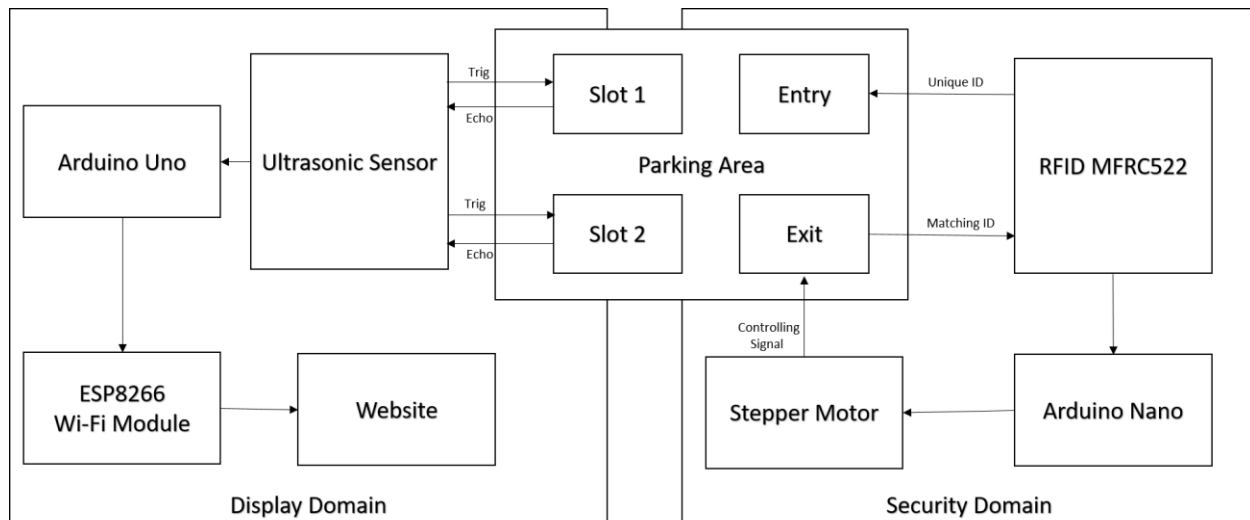 Trig
Slot 1
Echo
Entry
Unique ID
Arduino Uno
Ultrasonic Sensor
Parking Area
RFID MFRC522
Trig
Slot 2
Echo
Exit
Matching ID
Controlling
Signal
ESP8266
Wi-Fi Module
Website
Stepper Motor
Arduino Nano
Display Domain
Security Domain